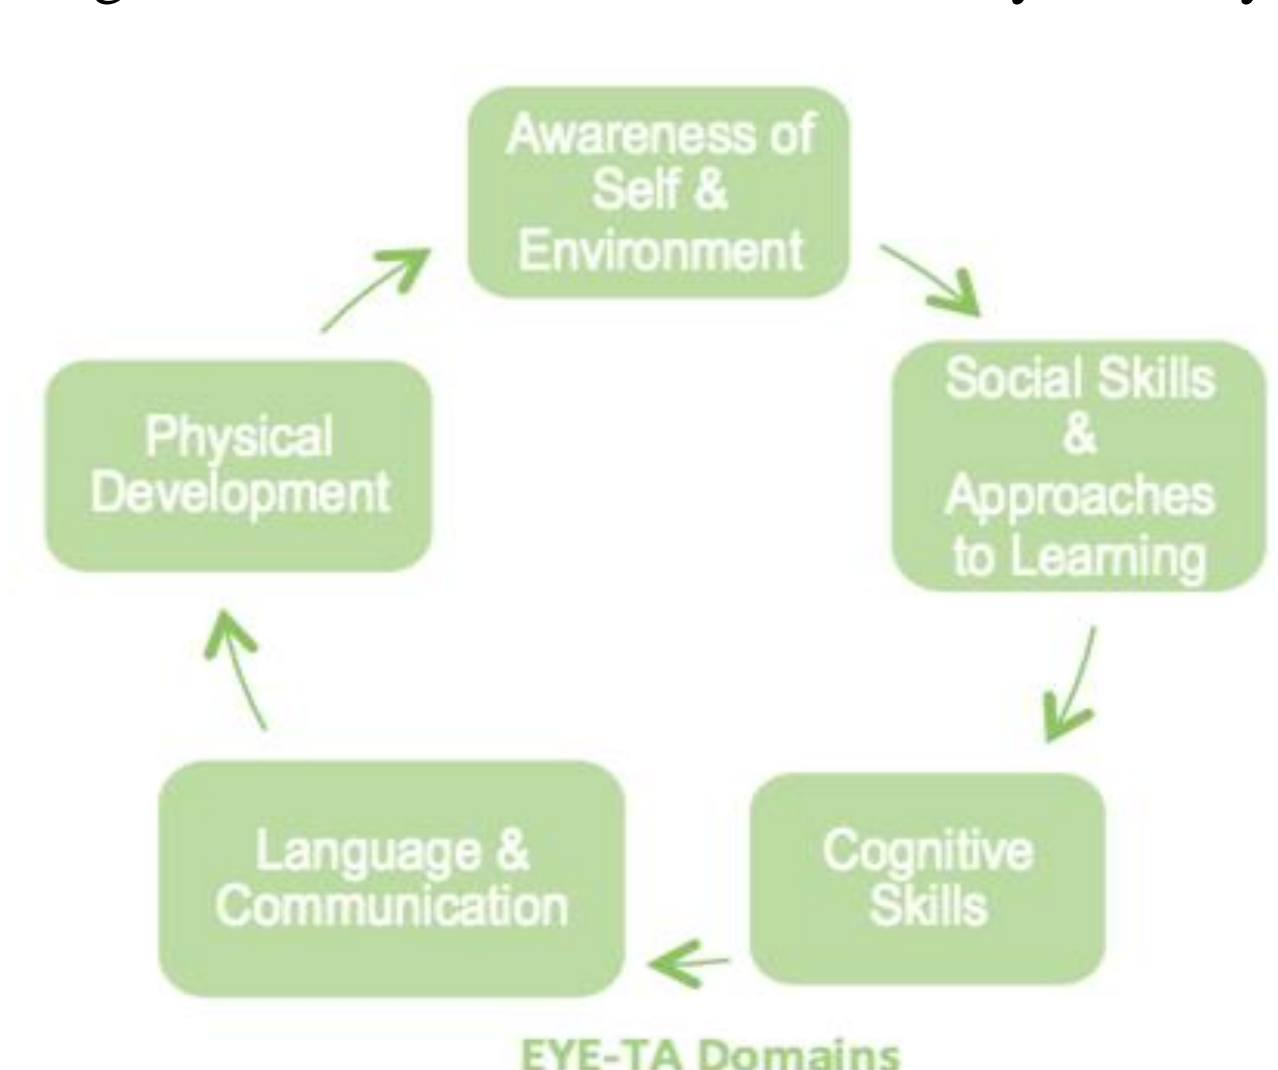 Awareness of
Self &
Environment
Social Skills
&
Approaches
to Learning
Cognitive
Skills
Language &
Communication
Physical
Development
EYE-TA Domains